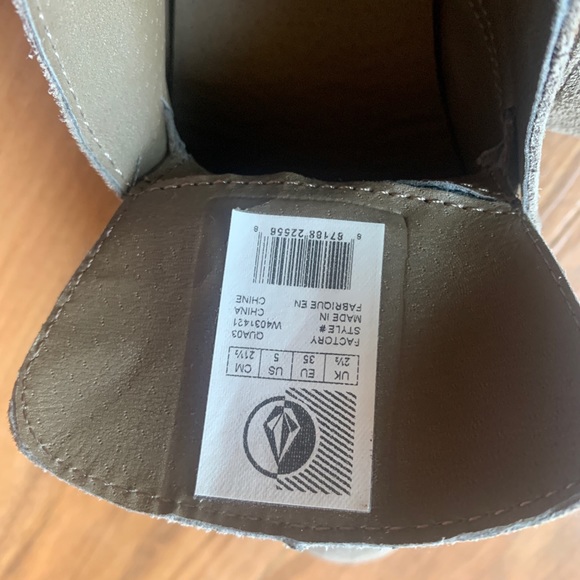 UK EU US CM
2½ 35 5 21½
FACTORY QUA03
STYLE # W4031421
MADE IN CHINA
FABRIQUE EN CHINE